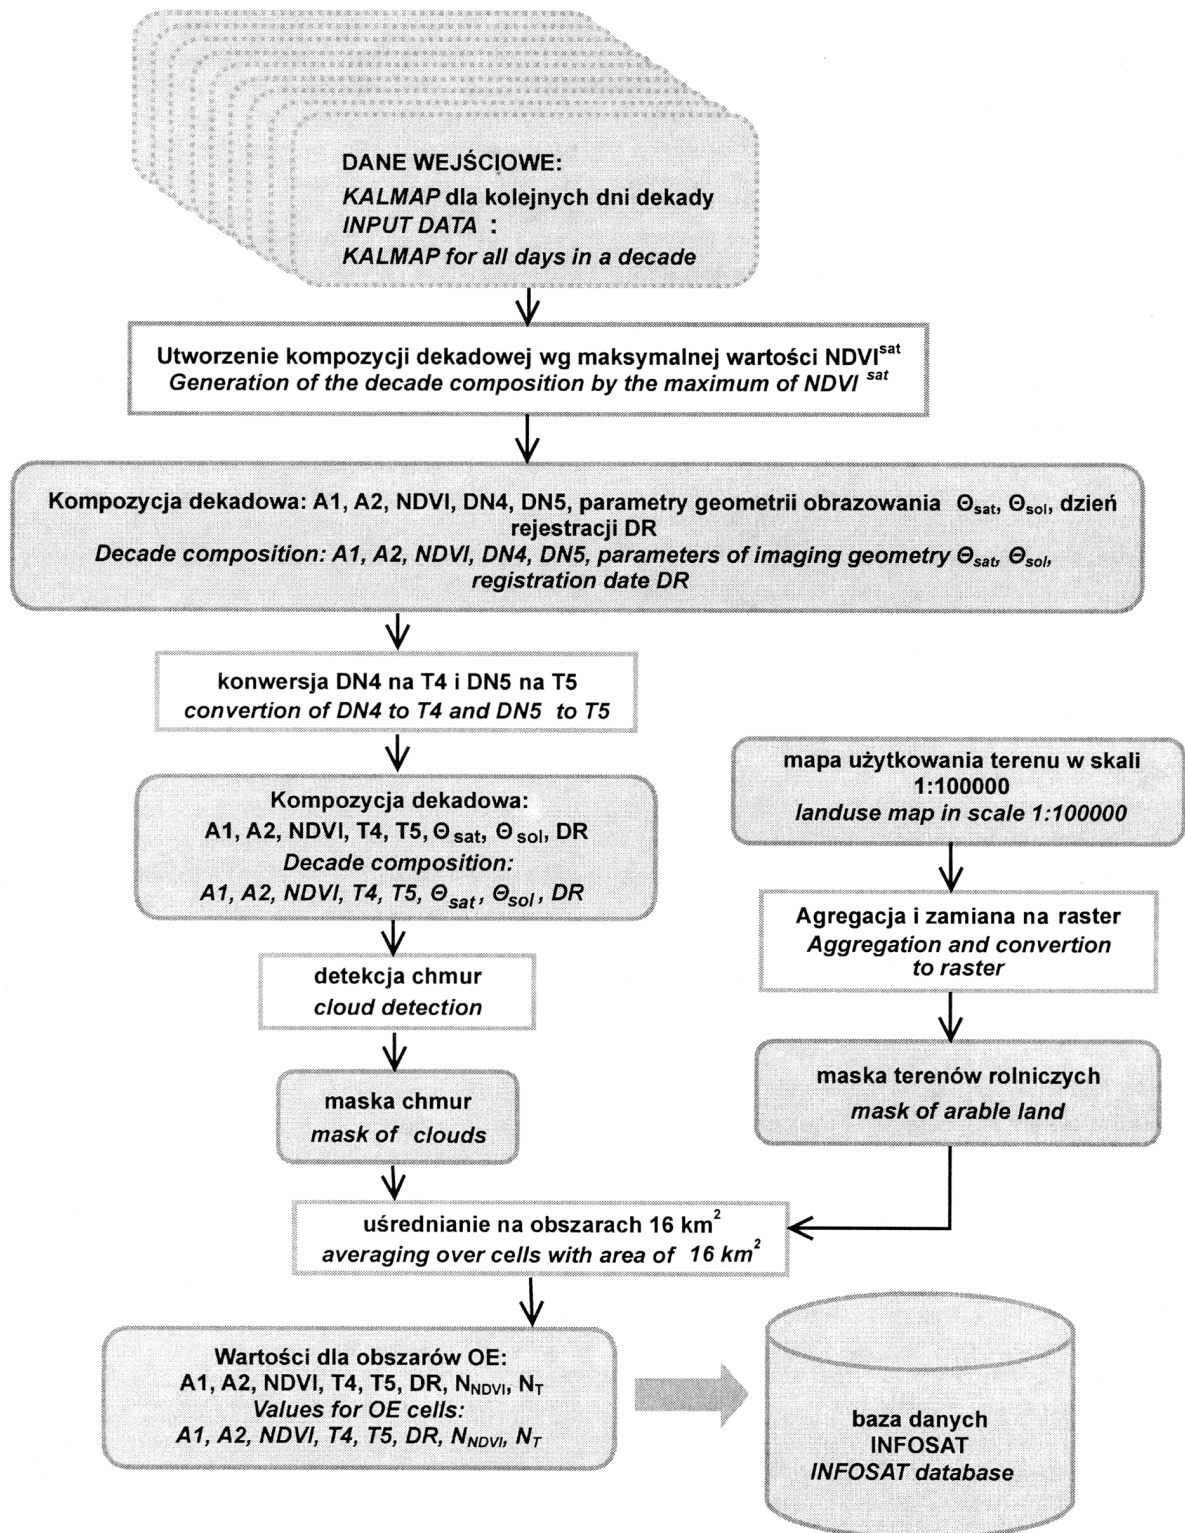 DANE WEJŚCIOWE:
KALMAP dla kolejnych dni dekady
INPUT DATA :
KALMAP for all days in a decade
Utworzenie kompozycji dekadowej wg maksymalnej wartości NDVI^sat
Generation of the decade composition by the maximum of NDVI ^sat
Kompozycja dekadowa: A1, A2, NDVI, DN4, DN5, parametry geometrii obrazowania Θsat, Θsol, dzień
rejestracji DR
Decade composition: A1, A2, NDVI, DN4, DN5, parameters of imaging geometry Θsat, Θsol,
registration date DR
konwersja DN4 na T4 i DN5 na T5
convertion of DN4 to T4 and DN5 to T5
Kompozycja dekadowa:
A1, A2, NDVI, T4, T5, Θsat, Θsol, DR
Decade composition:
A1, A2, NDVI, T4, T5, Θsat, Θsol, DR
detekcja chmur
cloud detection
maska chmur
mask of clouds
mapa użytkowania terenu w skali
1:100000
landuse map in scale 1:100000
Agregacja i zamiana na raster
Aggregation and convertion
to raster
maska terenów rolniczych
mask of arable land
uśrednianie na obszarach 16 km²
averaging over cells with area of 16 km²
Wartości dla obszarów OE:
A1, A2, NDVI, T4, T5, DR, N_NDVI, N_T
Values for OE cells:
A1, A2, NDVI, T4, T5, DR, N_NDVI, N_T
baza danych
INFOSAT
INFOSAT database